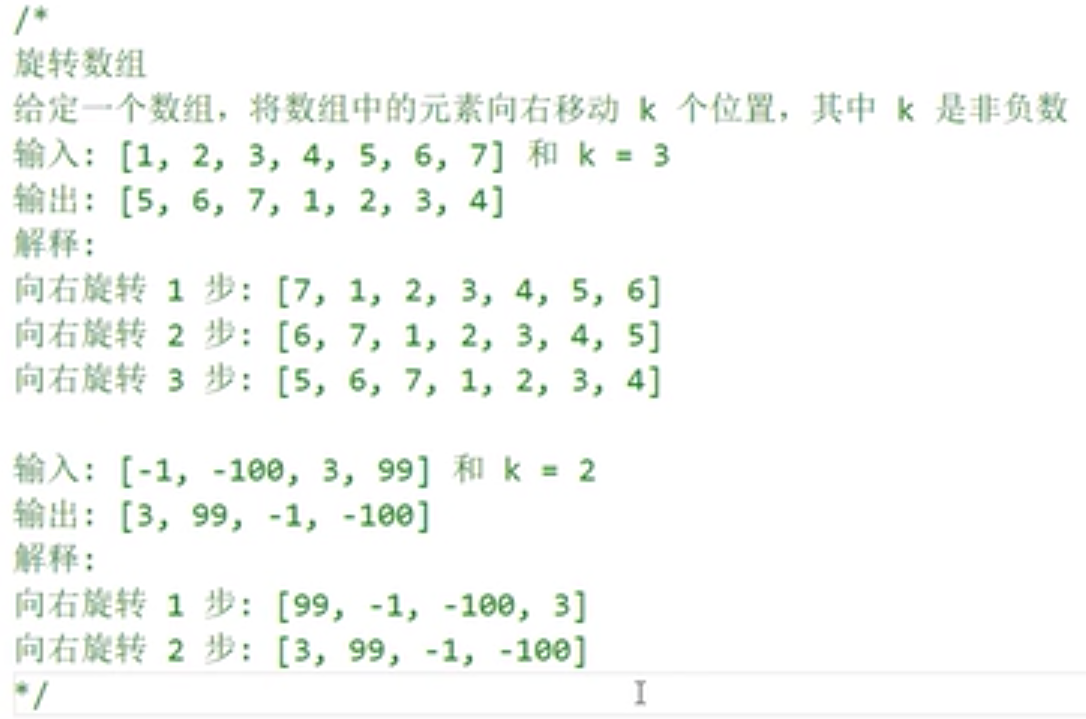 /*
旋转数组
给定一个数组，将数组中的元素向右移动 k 个位置，其中 k 是非负数
输入: [1, 2, 3, 4, 5, 6, 7] 和 k = 3
输出: [5, 6, 7, 1, 2, 3, 4]
解释:
向右旋转 1 步: [7, 1, 2, 3, 4, 5, 6]
向右旋转 2 步: [6, 7, 1, 2, 3, 4, 5]
向右旋转 3 步: [5, 6, 7, 1, 2, 3, 4]
输入: [-1, -100, 3, 99] 和 k = 2
输出: [3, 99, -1, -100]
解释:
向右旋转 1 步: [99, -1, -100, 3]
向右旋转 2 步: [3, 99, -1, -100]
*/